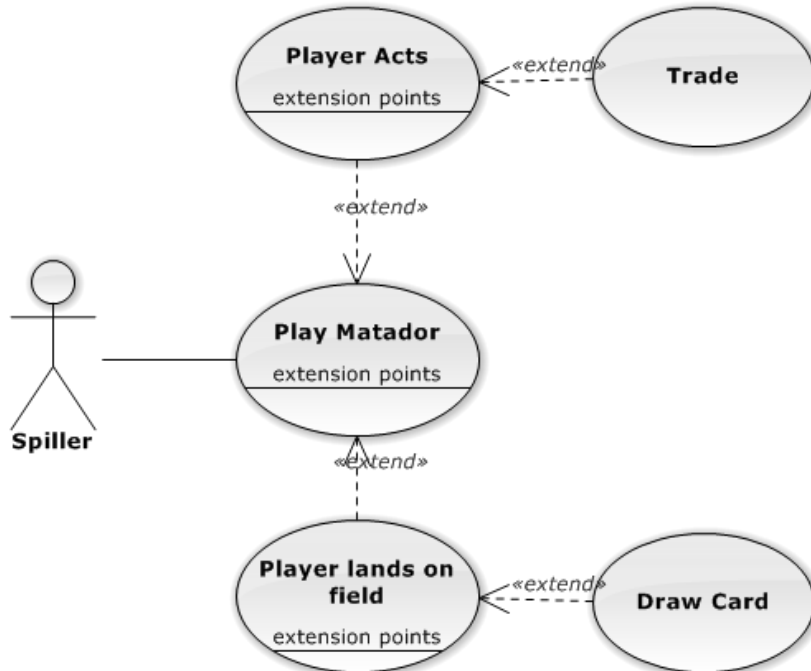 Player Acts
extension points
«extend»
Trade
«extend»
Play Matador
extension points
Spiller
«extend»
Player lands on
field
extension points
«extend»
Draw Card